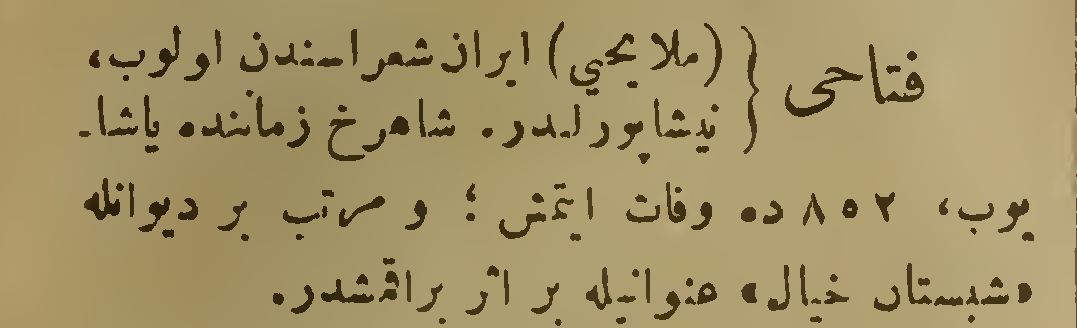 فتاحی { (ملا یحیی) ایران شعراسندن اولوب،
نیشاپورلیدر. شاهرخ زماننده یاشا-
یوب، ٨٥٢ ده وفات ایتمش؛ و مرتب بر دیوانله
«شبستان خیال» عنوانیله بر اثر براقمشدر.